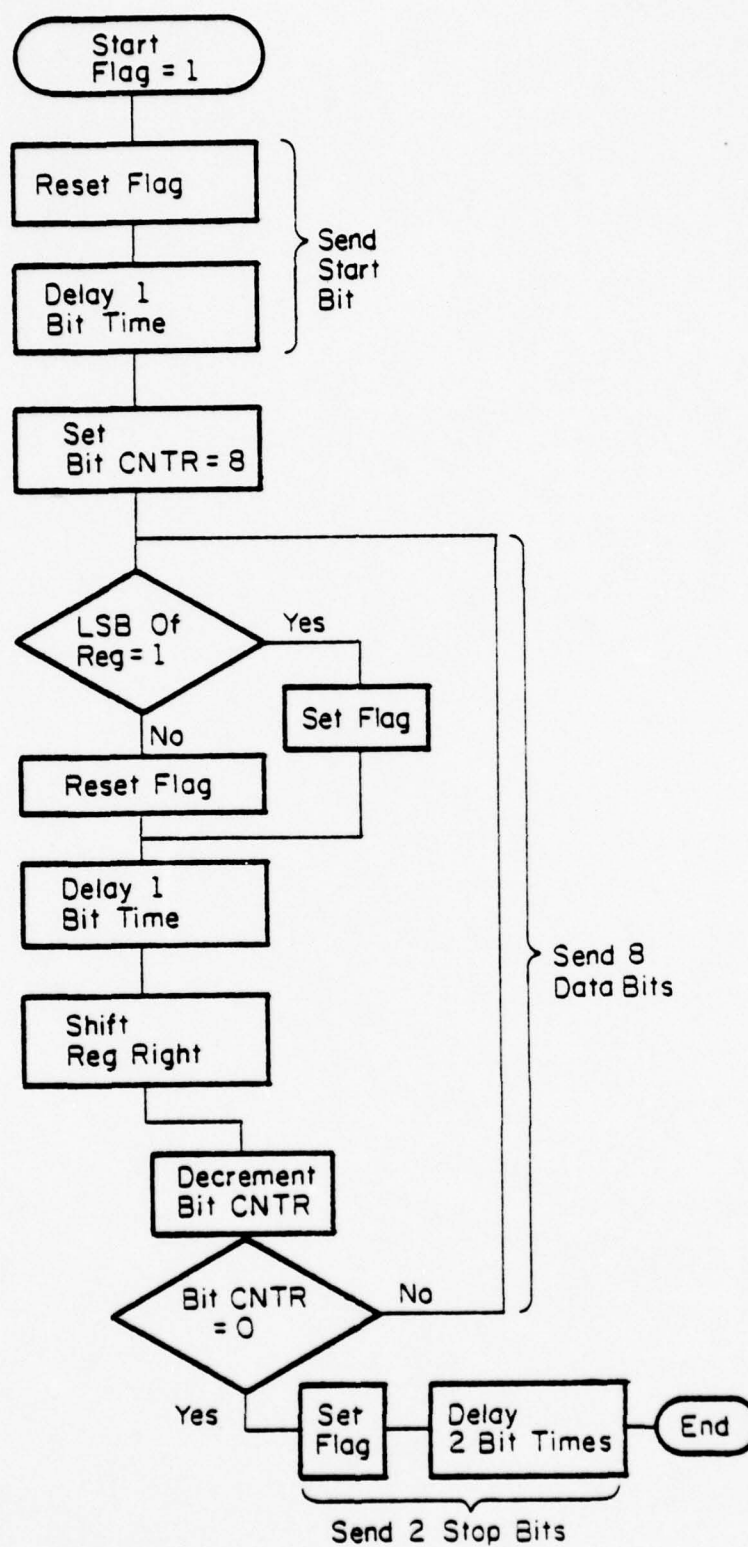 Start
Flag = 1
Reset Flag
Send
Start
Bit
Delay 1
Bit Time
Set
Bit CNTR = 8
LSB Of
Reg = 1
Yes
Set Flag
No
Reset Flag
Delay 1
Bit Time
Send 8
Data Bits
Shift
Reg Right
Decrement
Bit CNTR
Bit CNTR
= 0
No
Yes
Set
Flag
Delay
2 Bit Times
End
Send 2 Stop Bits